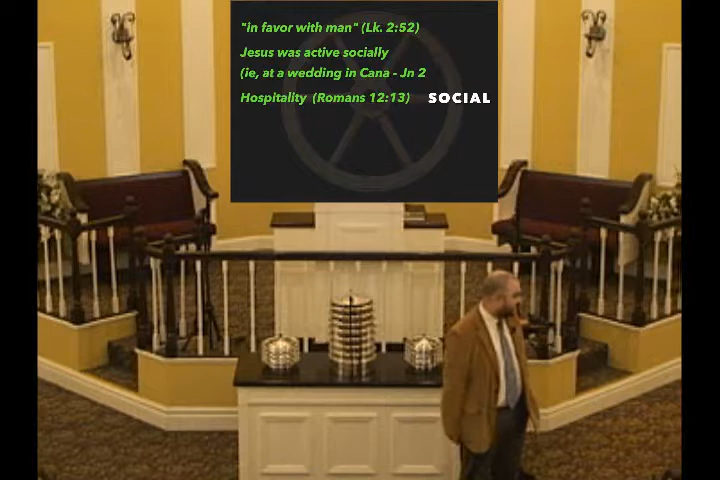 "in favor with man" (Lk. 2:52)
Jesus was active socially
(ie, at a wedding in Cana - Jn 2
Hospitality (Romans 12:13) SOCIAL